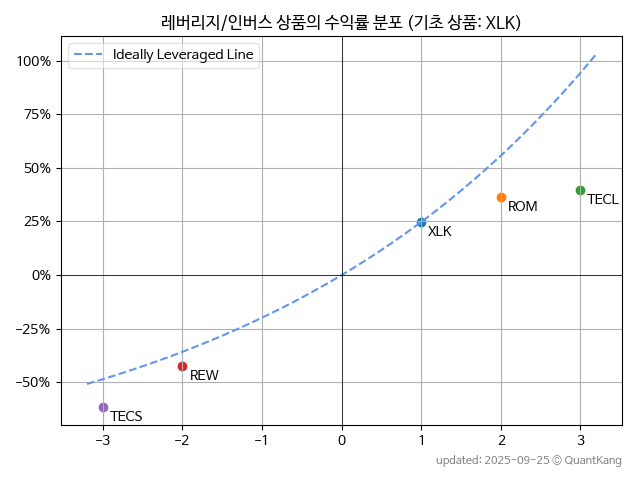 레버리지/인버스 상품의 수익률 분포 (기초 상품: XLK)
Ideally Leveraged Line
100%
75%
50%
25%
0%
−25%
−50%
XLK
ROM
TECL
REW
TECS
−3
−2
−1
0
1
2
3
updated: 2025-09-25 © QuantKang